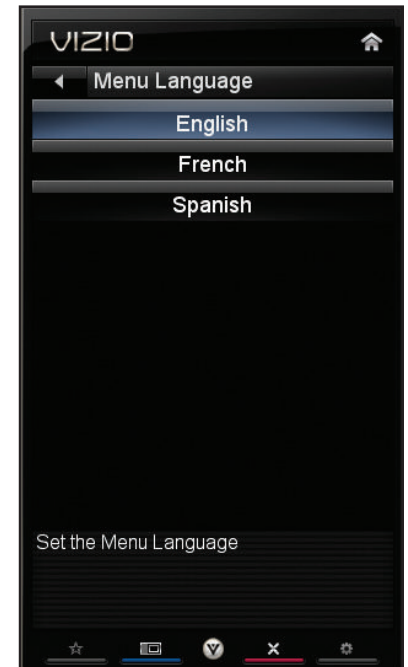 VIZIO
Menu Language
English
French
Spanish
Set the Menu Language